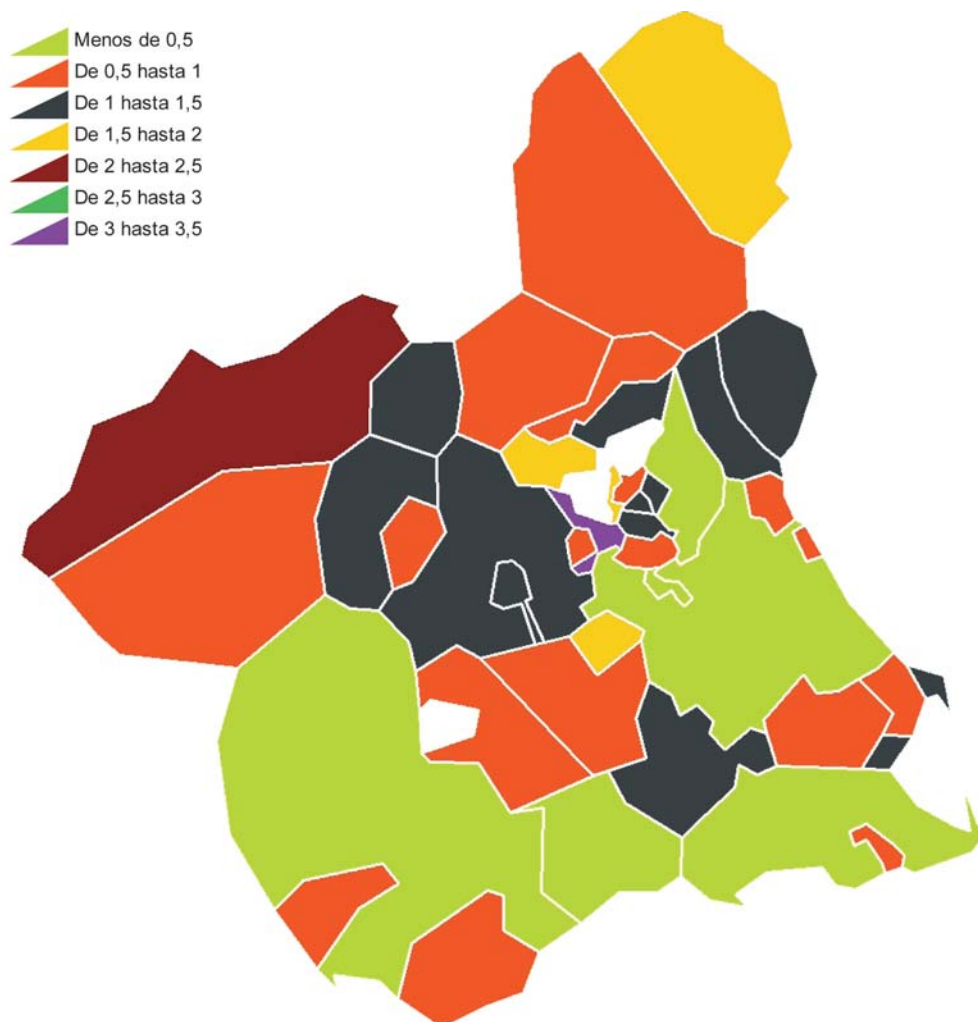 Menos de 0,5
De 0,5 hasta 1
De 1 hasta 1,5
De 1,5 hasta 2
De 2 hasta 2,5
De 2,5 hasta 3
De 3 hasta 3,5